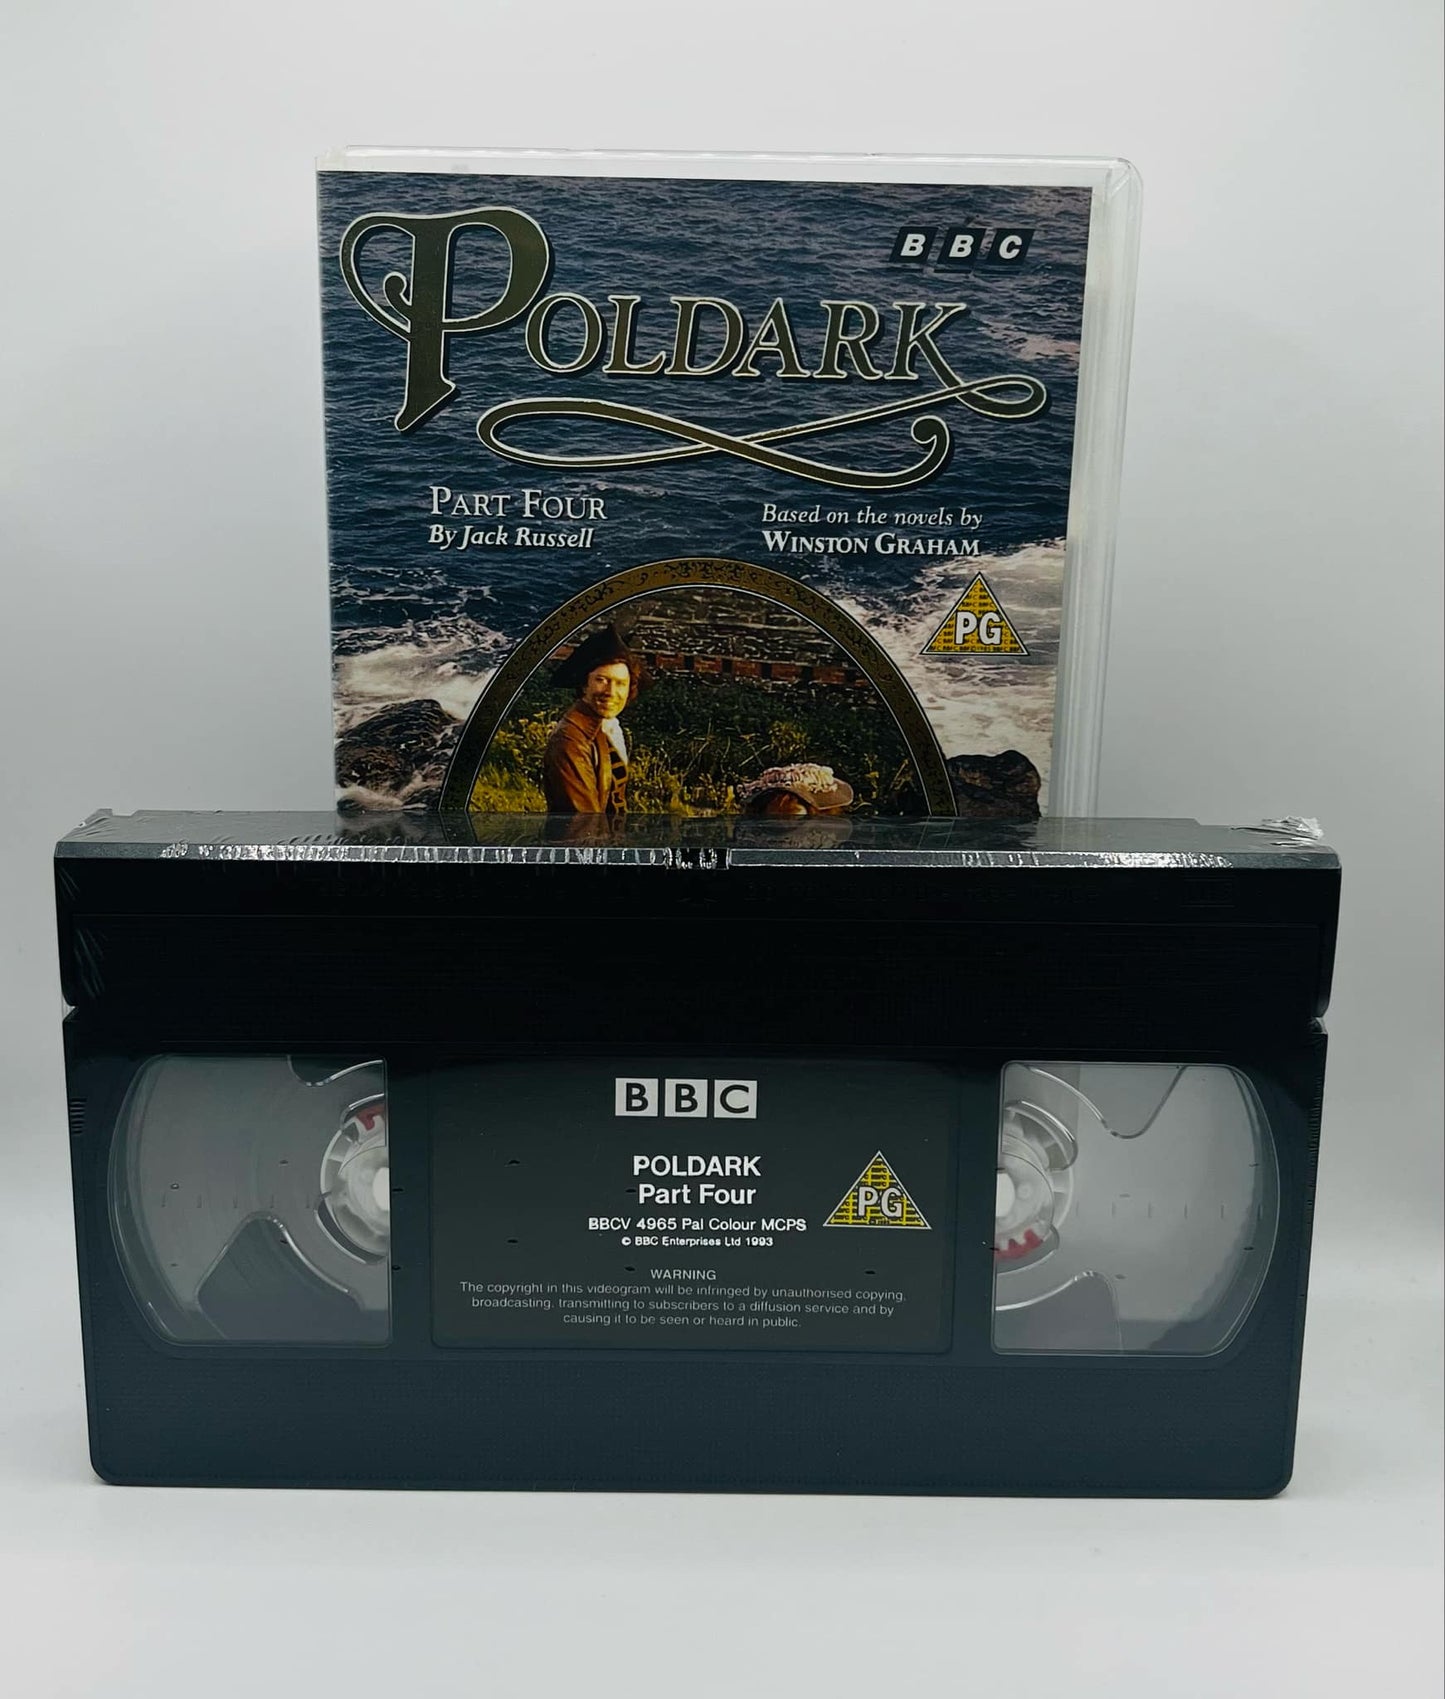 BBC
POLDARK
PART FOUR
By Jack Russell
Based on the novels by
WINSTON GRAHAM
PG
BBC
POLDARK
Part Four
PG
BBCV 4965 Pal Colour MCPS
© BBC Enterprises Ltd 1993
WARNING
The copyright in this videogram will be infringed by unauthorised copying,
broadcasting, transmitting to subscribers to a diffusion service and by
causing it to be seen or heard in public.